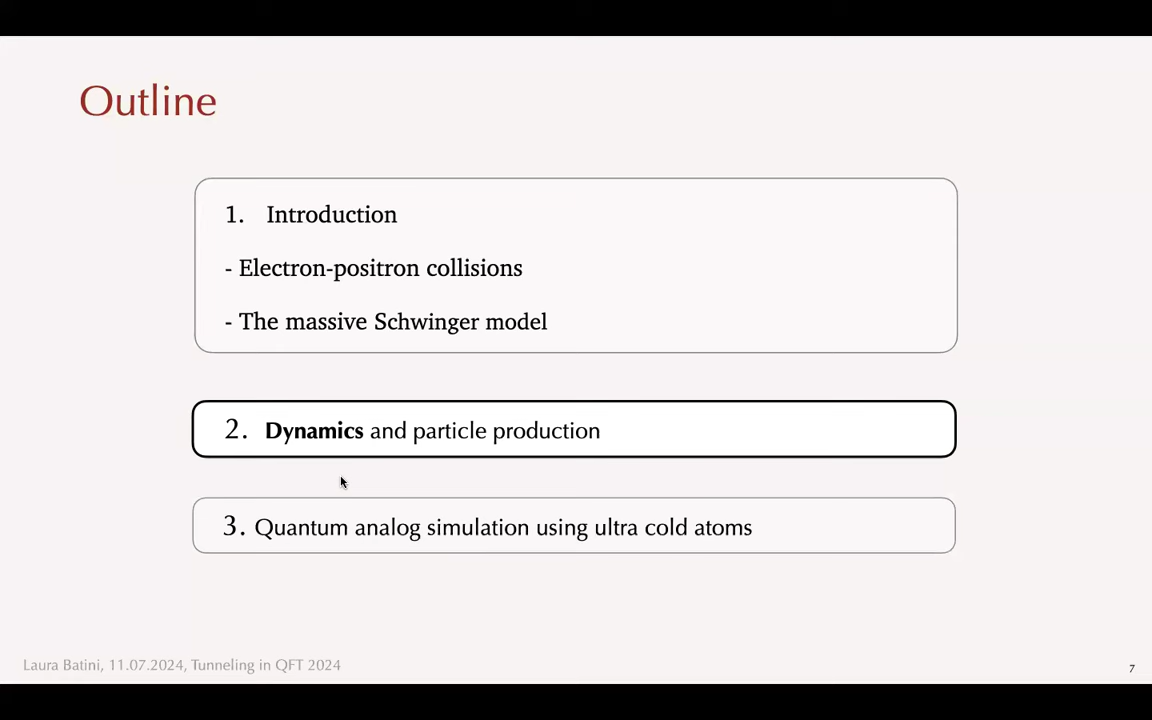 Outline
1. Introduction
- Electron-positron collisions
- The massive Schwinger model
2. Dynamics and particle production
3. Quantum analog simulation using ultra cold atoms
Laura Batini, 11.07.2024, Tunneling in QFT 2024
7